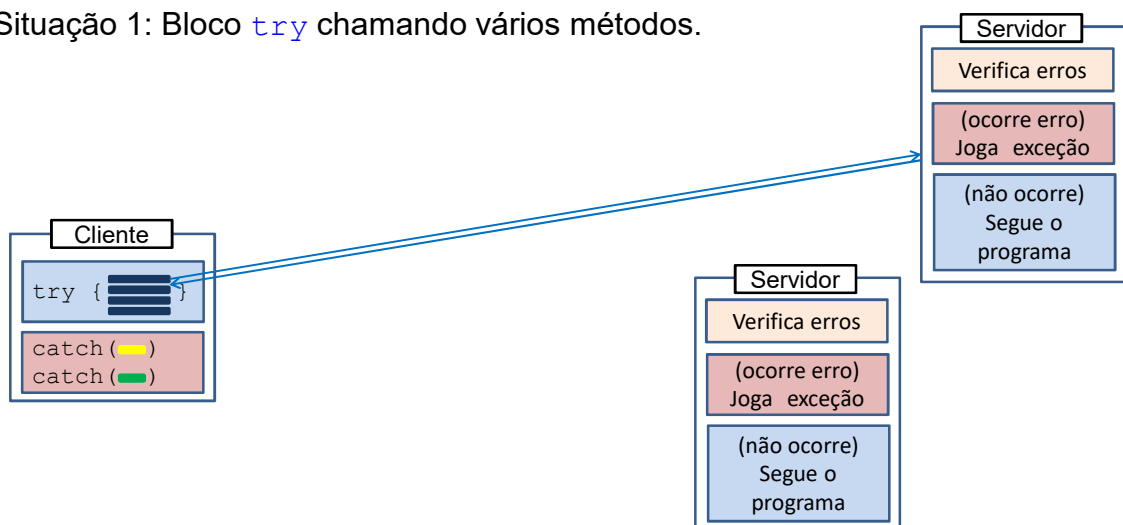 Situação 1: Bloco try chamando vários métodos.
Servidor
Verifica erros
(ocorre erro)
Joga exceção
(não ocorre)
Segue o
programa
Cliente
try { }
catch( )
catch( )
Servidor
Verifica erros
(ocorre erro)
Joga exceção
(não ocorre)
Segue o
programa